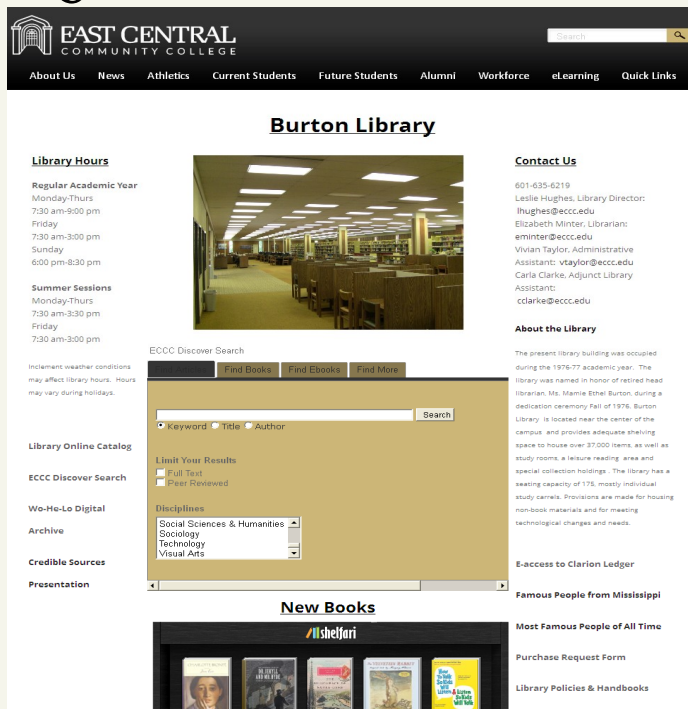 EAST CENTRAL
COMMUNITY COLLEGE
Search
About Us News Athletics Current Students Future Students Alumni Workforce eLearning Quick Links
Burton Library
Library Hours
Regular Academic Year
Monday-Thurs
7:30 am-9:00 pm
Friday
7:30 am-3:00 pm
Sunday
6:00 pm-8:30 pm
Summer Sessions
Monday-Thurs
7:30 am-3:30 pm
Friday
7:30 am-3:00 pm
Inclement weather conditions
may affect library hours. Hours
may vary during holidays.
Library Online Catalog
ECCC Discover Search
Wo-He-Lo Digital
Archive
Credible Sources
Presentation
ECCC Discover Search
Find Books Find Ebooks Find More
Search
Keyword Title Author
Limit Your Results
Full Text
Peer Reviewed
Disciplines
Social Sciences & Humanities
Sociology
Technology
Visual Arts
New Books
shelfari
Contact Us
601-635-6219
Leslie Hughes, Library Director:
lhughes@eccc.edu
Elizabeth Minter, Librarian:
eminter@eccc.edu
Vivian Taylor, Administrative
Assistant: vtaylor@eccc.edu
Carla Clarke, Adjunct Library
Assistant:
cclarke@eccc.edu
About the Library
The present library building was occupied
during the 1976-77 academic year. The
library was named in honor of retired head
librarian, Ms. Mamie Ethel Burton, during a
dedication ceremony Fall of 1976. Burton
Library is located near the center of the
campus and provides adequate shelving
space to house over 37,000 items, as well as
study rooms, a leisure reading area and
special collection holdings . The library has a
seating capacity of 175, mostly individual
study carrels. Provisions are made for housing
non-book materials and for meeting
technological changes and needs.
E-access to Clarion Ledger
Famous People from Mississippi
Most Famous People of All Time
Purchase Request Form
Library Policies & Handbooks